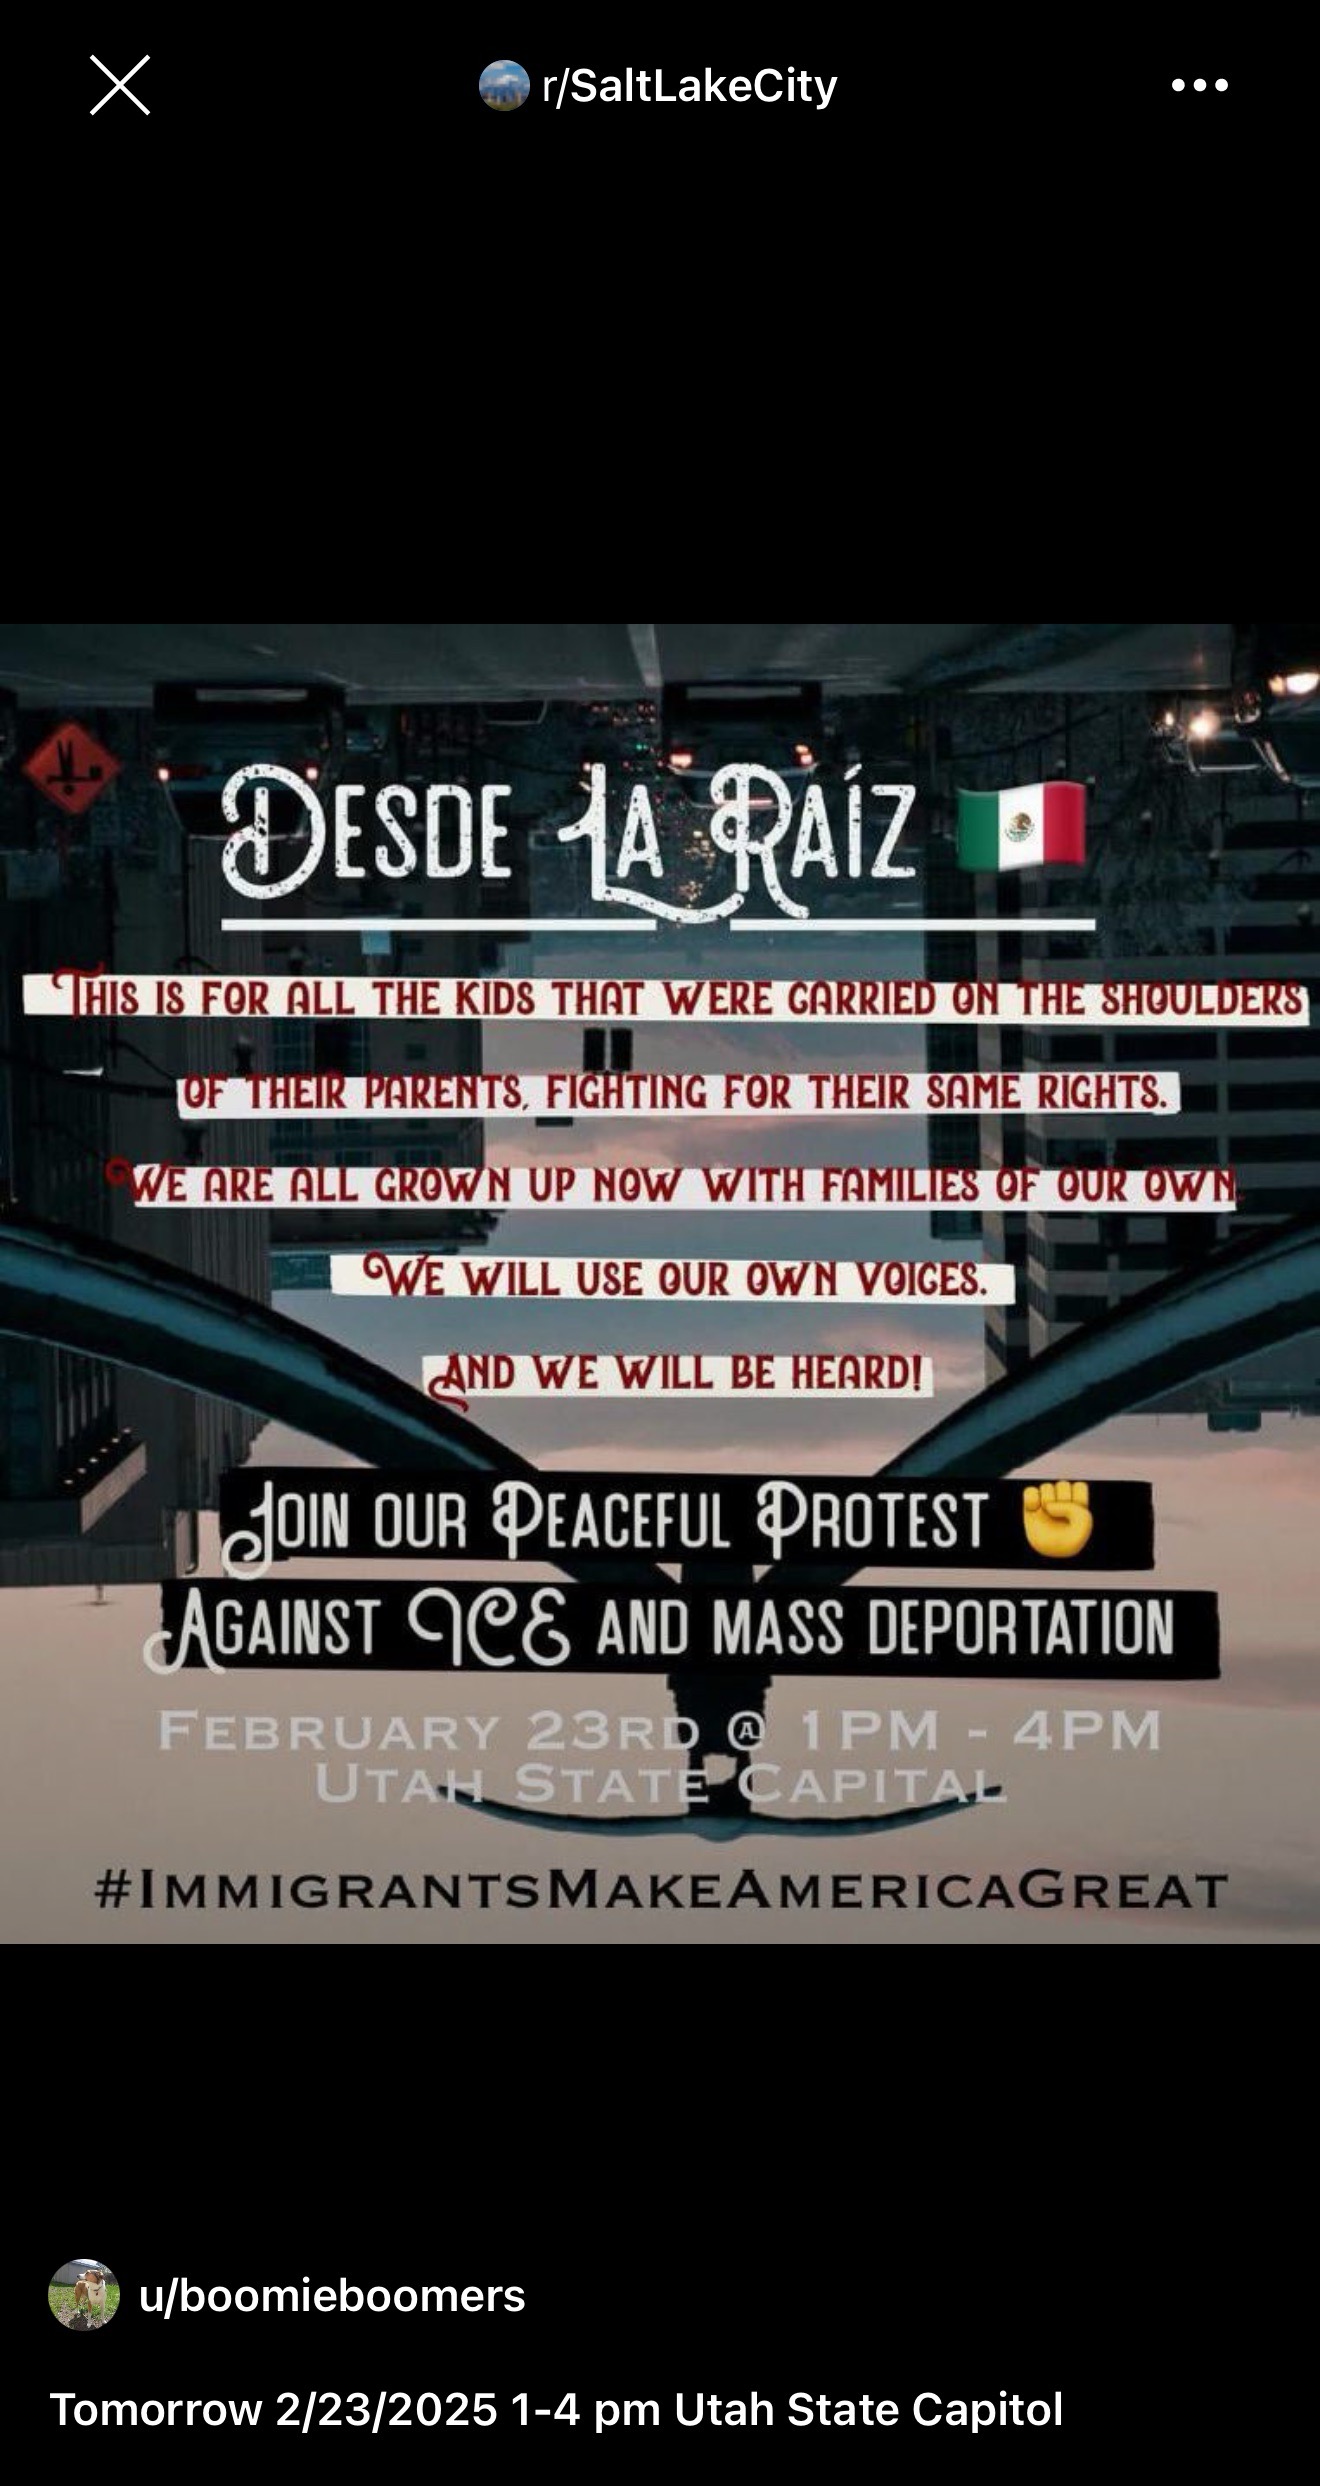 r/SaltLakeCity
Desde La Raíz
This is for all the kids that were carried on the shoulders
of their parents, fighting for their same rights.
We are all grown up now with families of our own.
We will use our own voices.
And we will be heard!
Join our Peaceful Protest
Against ICE and mass deportation
February 23rd @ 1pm - 4pm
Utah State Capital
#ImmigrantsMakeAmericaGreat
u/boomieboomers
Tomorrow 2/23/2025 1-4 pm Utah State Capitol